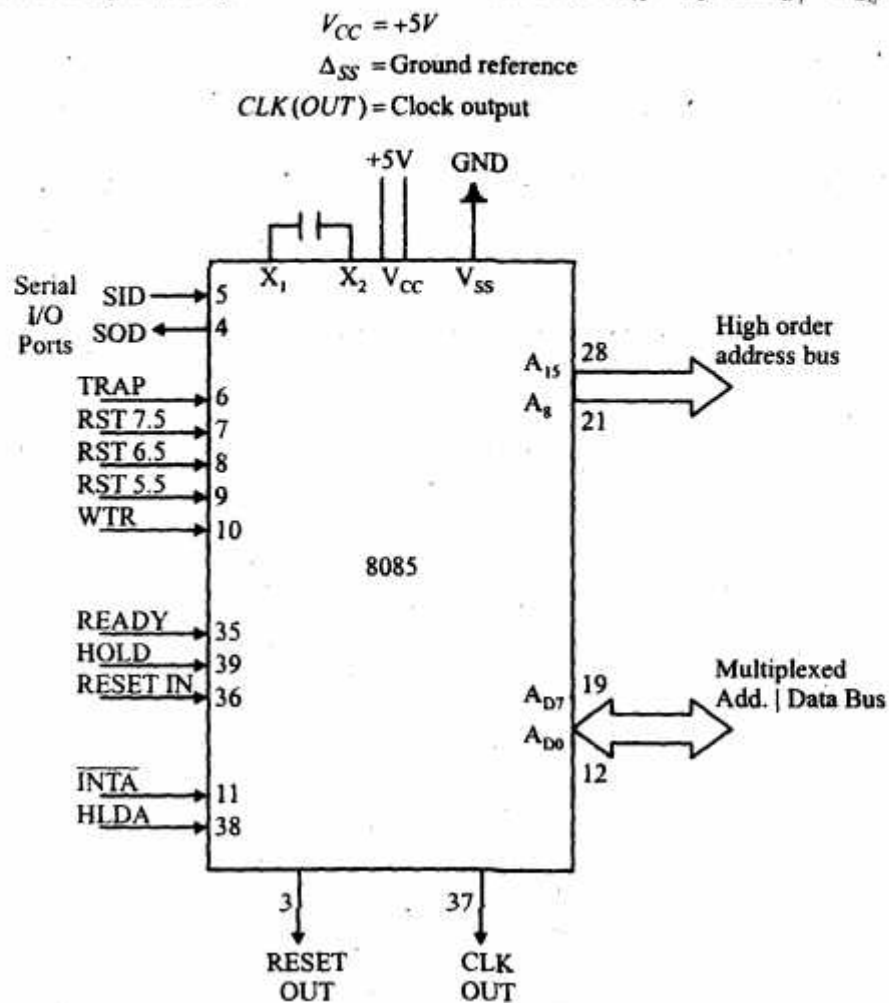 V_CC = +5V
Δ_SS = Ground reference
CLK(OUT) = Clock output
+5V GND
X₁ X₂ V_CC V_SS
Serial
I/O
Ports
SID 5
SOD 4
TRAP 6
RST 7.5 7
RST 6.5 8
RST 5.5 9
WTR 10
READY 35
HOLD 39
RESET IN 36
INTA 11
HLDA 38
8085
A₁₅ 28
A₈ 21
High order
address bus
A_D7 19
A_D0 12
Multiplexed
Add. | Data Bus
3 37
RESET
OUT
CLK
OUT